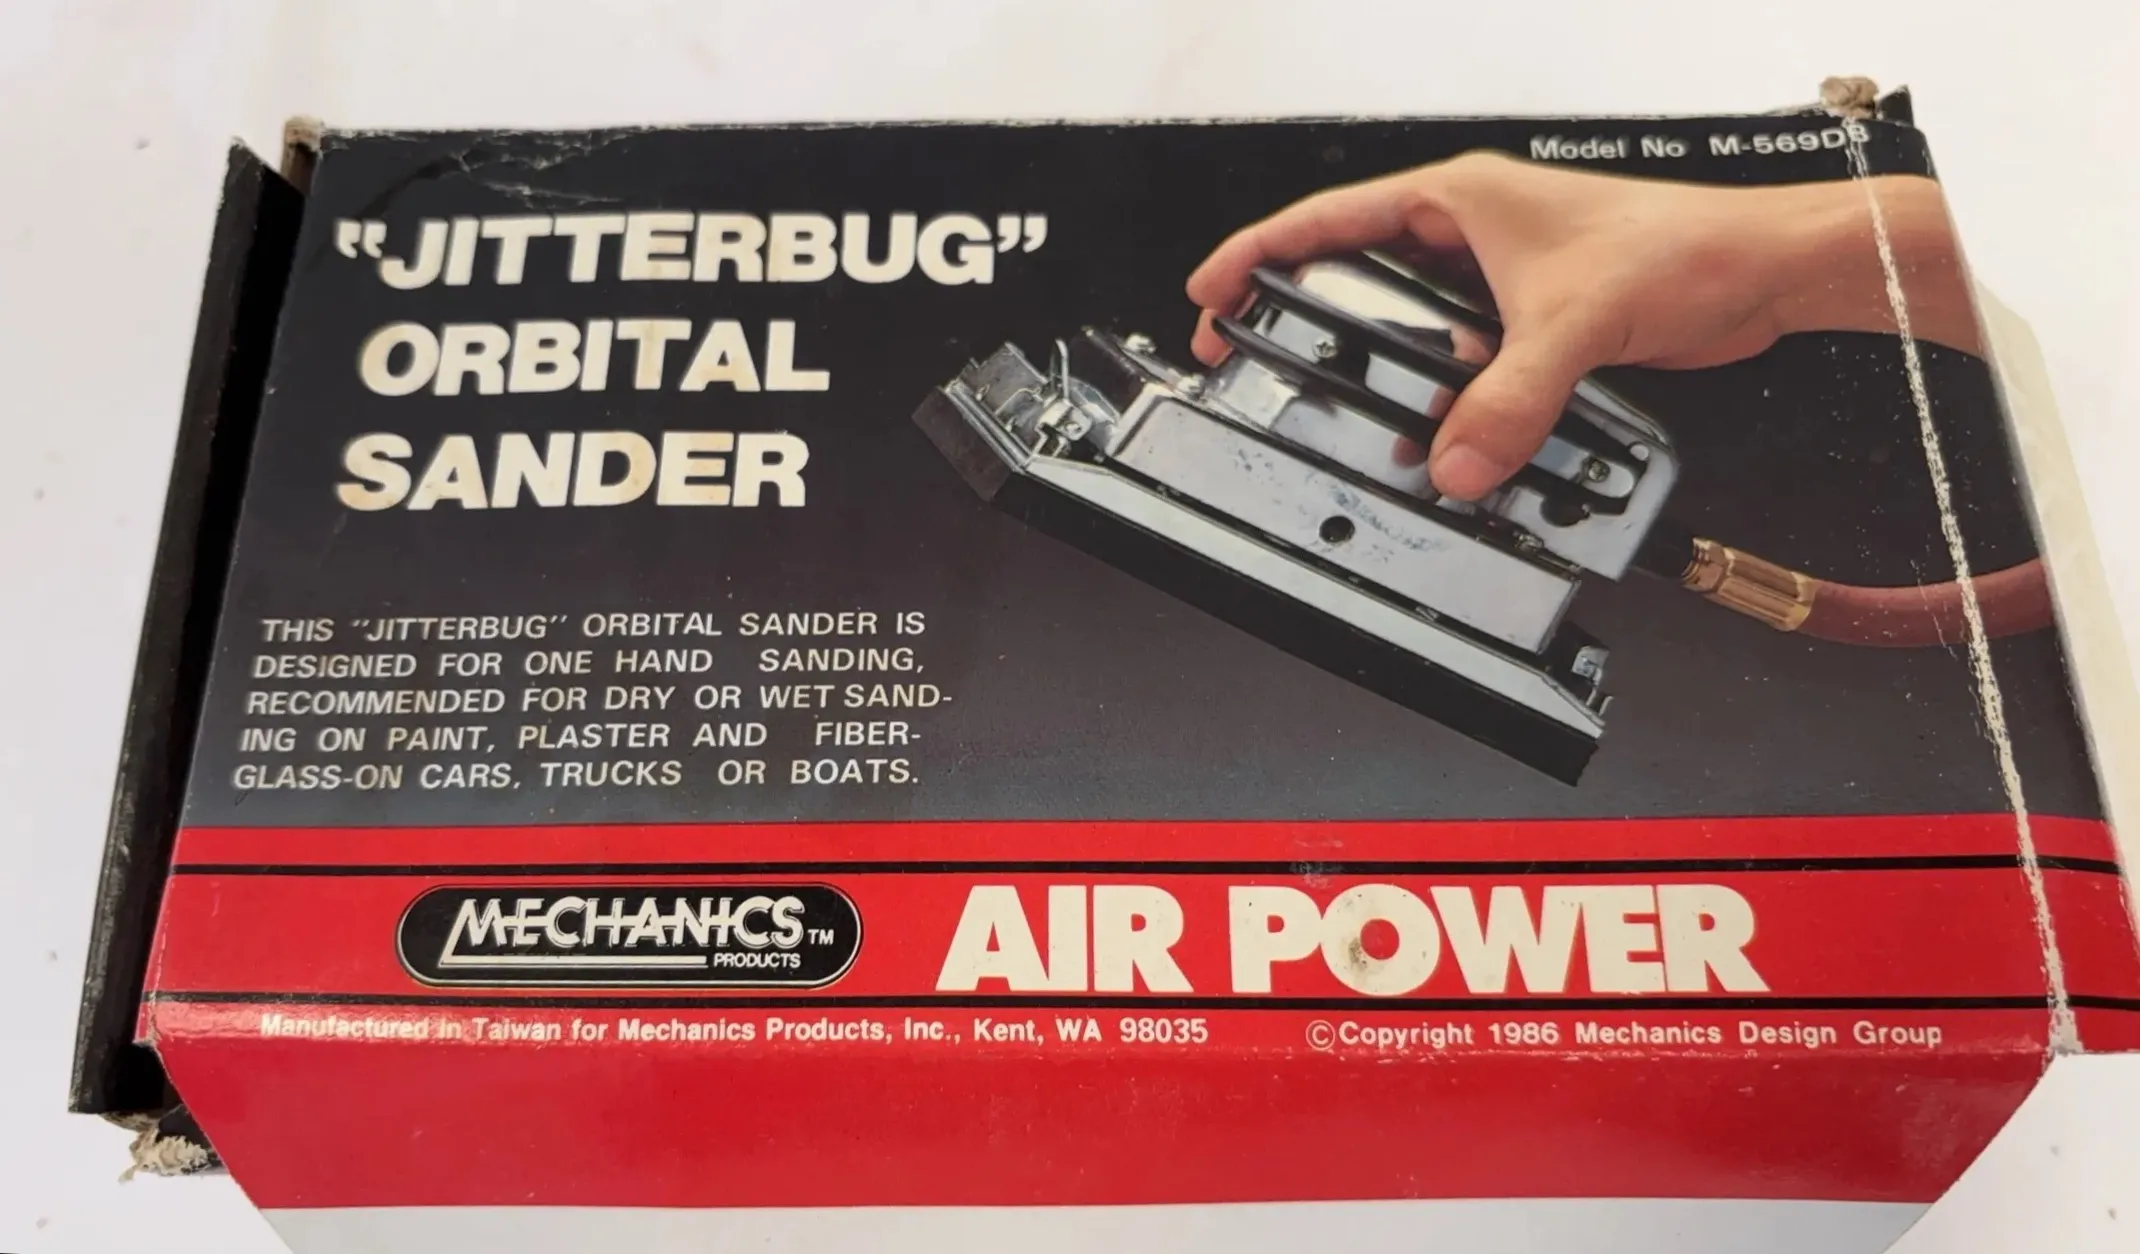 Model No M-569DB
"JITTERBUG"
ORBITAL
SANDER
THIS "JITTERBUG" ORBITAL SANDER IS
DESIGNED FOR ONE HAND SANDING,
RECOMMENDED FOR DRY OR WET SAND-
ING ON PAINT, PLASTER AND FIBER-
GLASS-ON CARS, TRUCKS OR BOATS.
MECHANICS TM
PRODUCTS
AIR POWER
Manufactured in Taiwan for Mechanics Products, Inc., Kent, WA 98035
©Copyright 1986 Mechanics Design Group